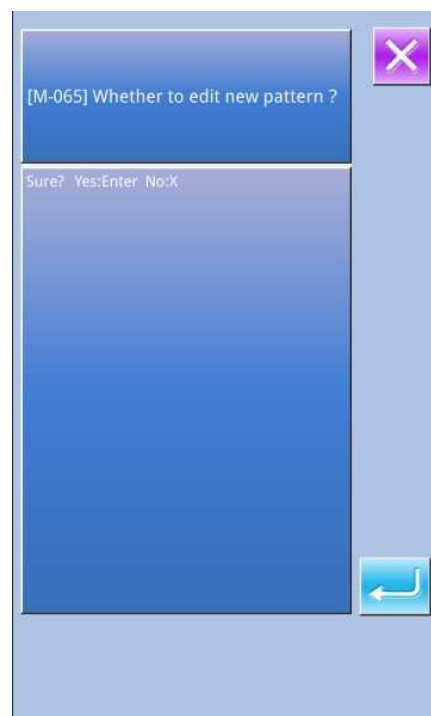 [M-065] Whether to edit new pattern ?
Sure? Yes:Enter No:X